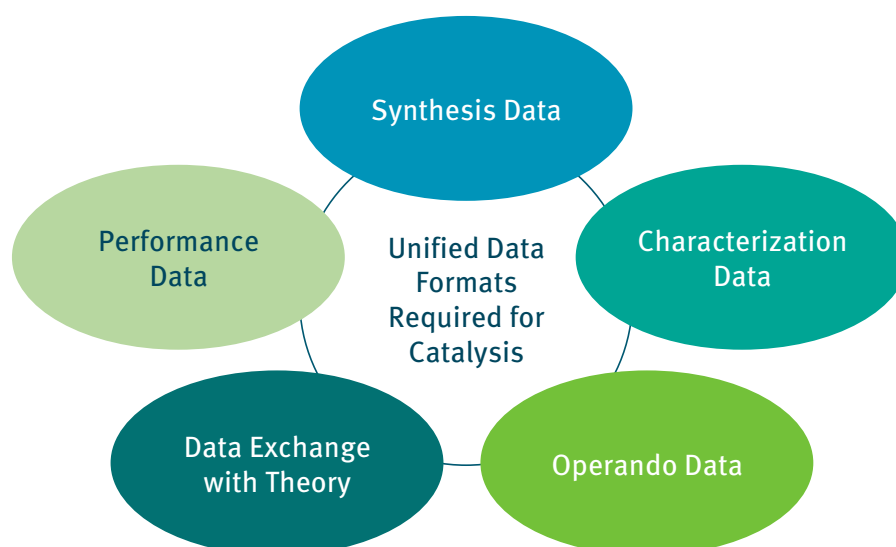 Synthesis Data
Performance
Data
Unified Data
Formats
Required for
Catalysis
Characterization
Data
Data Exchange
with Theory
Operando Data